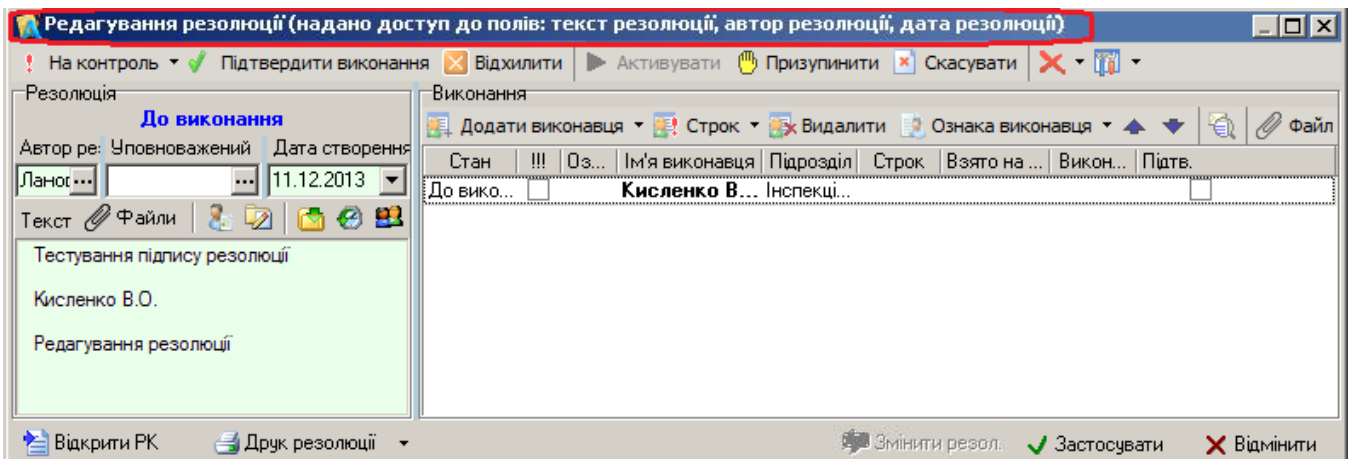 Редагування резолюції (надано доступ до полів: текст резолюції, автор резолюції, дата резолюції)
На контроль Підтвердити виконання Відхилити Активувати Призупинити Скасувати
Резолюція
До виконання
Автор ре: Уповноважений Дата створення
Ланос ... ... 11.12.2013
Текст Файли
Тестування підпису резолюції
Кисленко В.О.
Редагування резолюції
Виконання
Додати виконавця Строк Видалити Ознака виконавця Файл
Стан !!! Оз... Ім'я виконавця Підрозділ Строк Взято на ... Викон... Підтв.
До вико... Кисленко В... Інспекці...
Відкрити РК Друк резолюції Змінити резол. Застосувати Відмінити